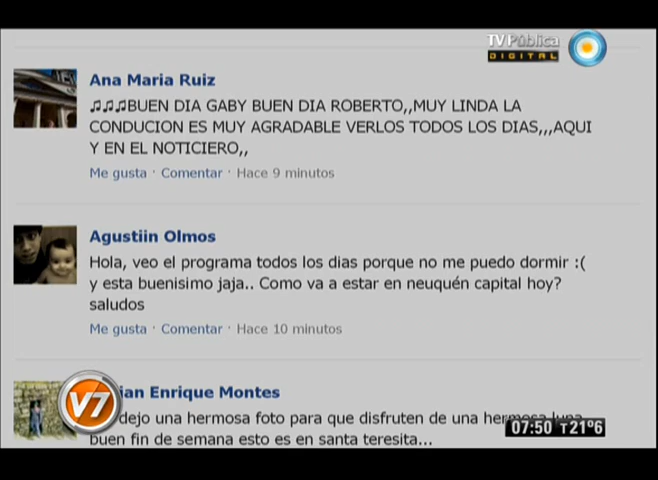 TV Pública
DIGITAL
Ana Maria Ruiz
♫♫♫BUEN DIA GABY BUEN DIA ROBERTO,,MUY LINDA LA
CONDUCION ES MUY AGRADABLE VERLOS TODOS LOS DIAS,,,AQUI
Y EN EL NOTICIERO,,
Me gusta · Comentar · Hace 9 minutos
Agustiin Olmos
Hola, veo el programa todos los dias porque no me puedo dormir :(
y esta buenisimo jaja.. Como va a estar en neuquén capital hoy?
saludos
Me gusta · Comentar · Hace 10 minutos
Enrique Montes
dejo una hermosa foto para que disfruten de una hermosa luna
buen fin de semana esto es en santa teresita...
V7
07:50 T21°6